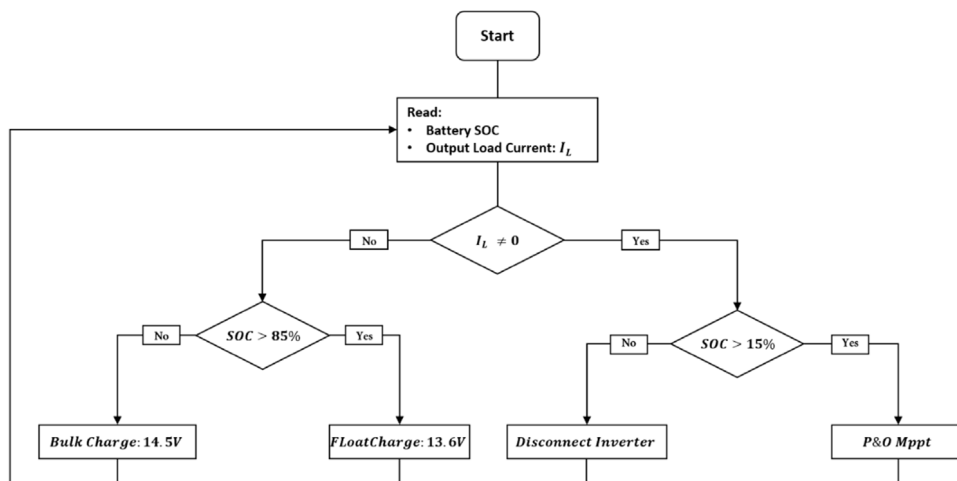 Start
Read:
• Battery SOC
• Output Load Current: I_L
No
I_L ≠ 0
Yes
No
SOC > 85%
Yes
No
SOC > 15%
Yes
Bulk Charge: 14.5V
FLoatCharge: 13.6V
Disconnect Inverter
P&O Mppt